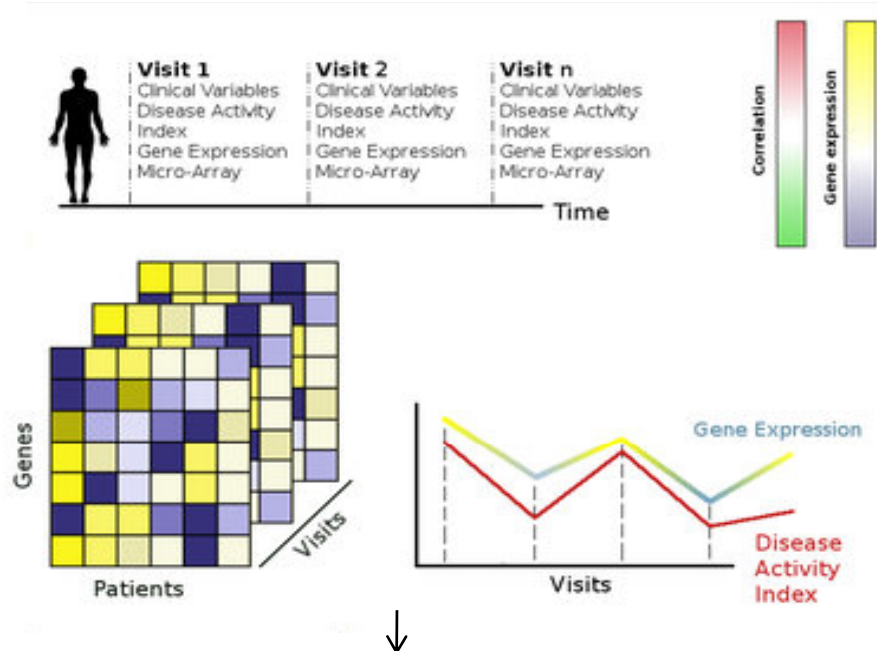 Visit 1
Clinical Variables
Disease Activity
Index
Gene Expression
Micro-Array
Visit 2
Clinical Variables
Disease Activity
Index
Gene Expression
Micro-Array
Visit n
Clinical Variables
Disease Activity
Index
Gene Expression
Micro-Array
Time
Correlation
Gene expression
Genes
Patients
Visits
Gene Expression
Disease
Activity
Index
Visits